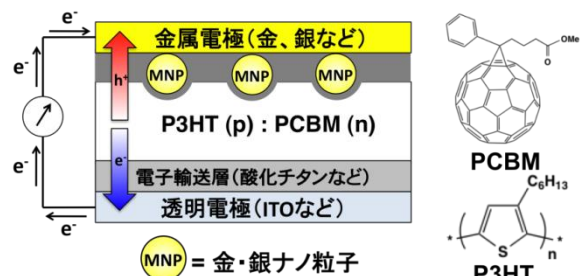 e-
金属電極(金、銀など)
e-
h+
MNP MNP MNP
P3HT (p) : PCBM (n)
e-
e-
電子輸送層(酸化チタンなど)
透明電極(ITOなど)
e-
MNP = 金・銀ナノ粒子
OMe
O
PCBM
C6H13
* S n *
P3HT